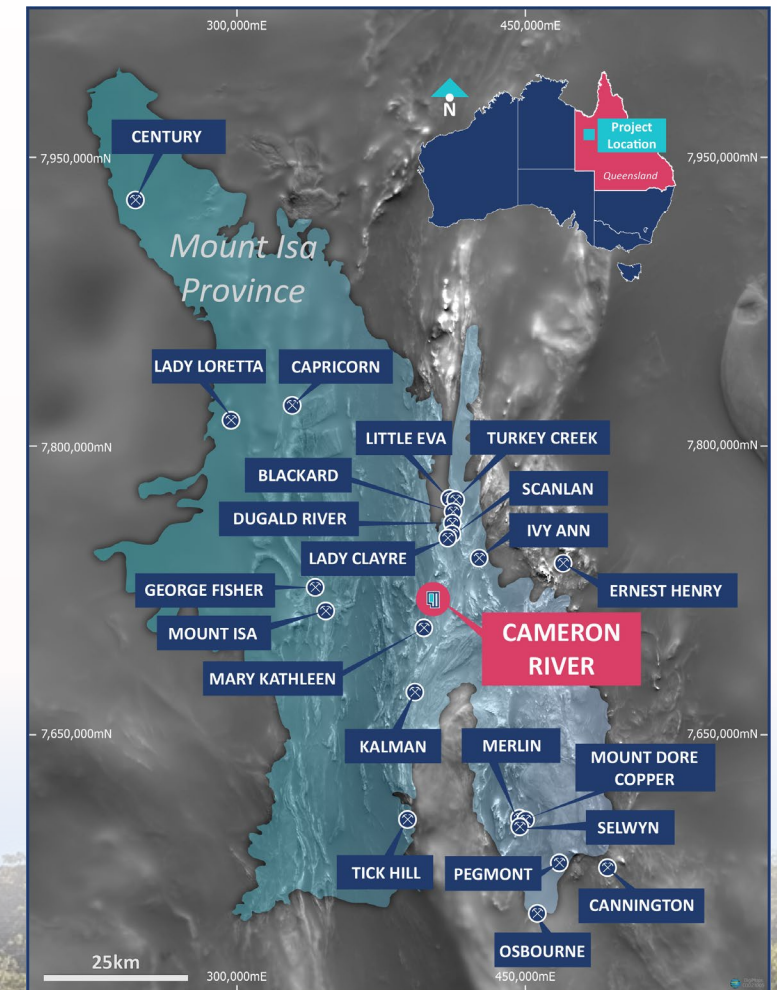 300,000mE
450,000mE
N
Project
Location
Queensland
CENTURY
7,950,000mN
7,950,000mN
Mount Isa
Province
LADY LORETTA
CAPRICORN
LITTLE EVA
TURKEY CREEK
7,800,000mN
7,800,000mN
BLACKARD
SCANLAN
DUGALD RIVER
IVY ANN
LADY CLAYRE
GEORGE FISHER
ERNEST HENRY
MOUNT ISA
CAMERON
RIVER
MARY KATHLEEN
7,650,000mN
7,650,000mN
KALMAN
MERLIN
MOUNT DORE
COPPER
SELWYN
TICK HILL
PEGMONT
CANNINGTON
OSBOURNE
25km
300,000mE
450,000mE